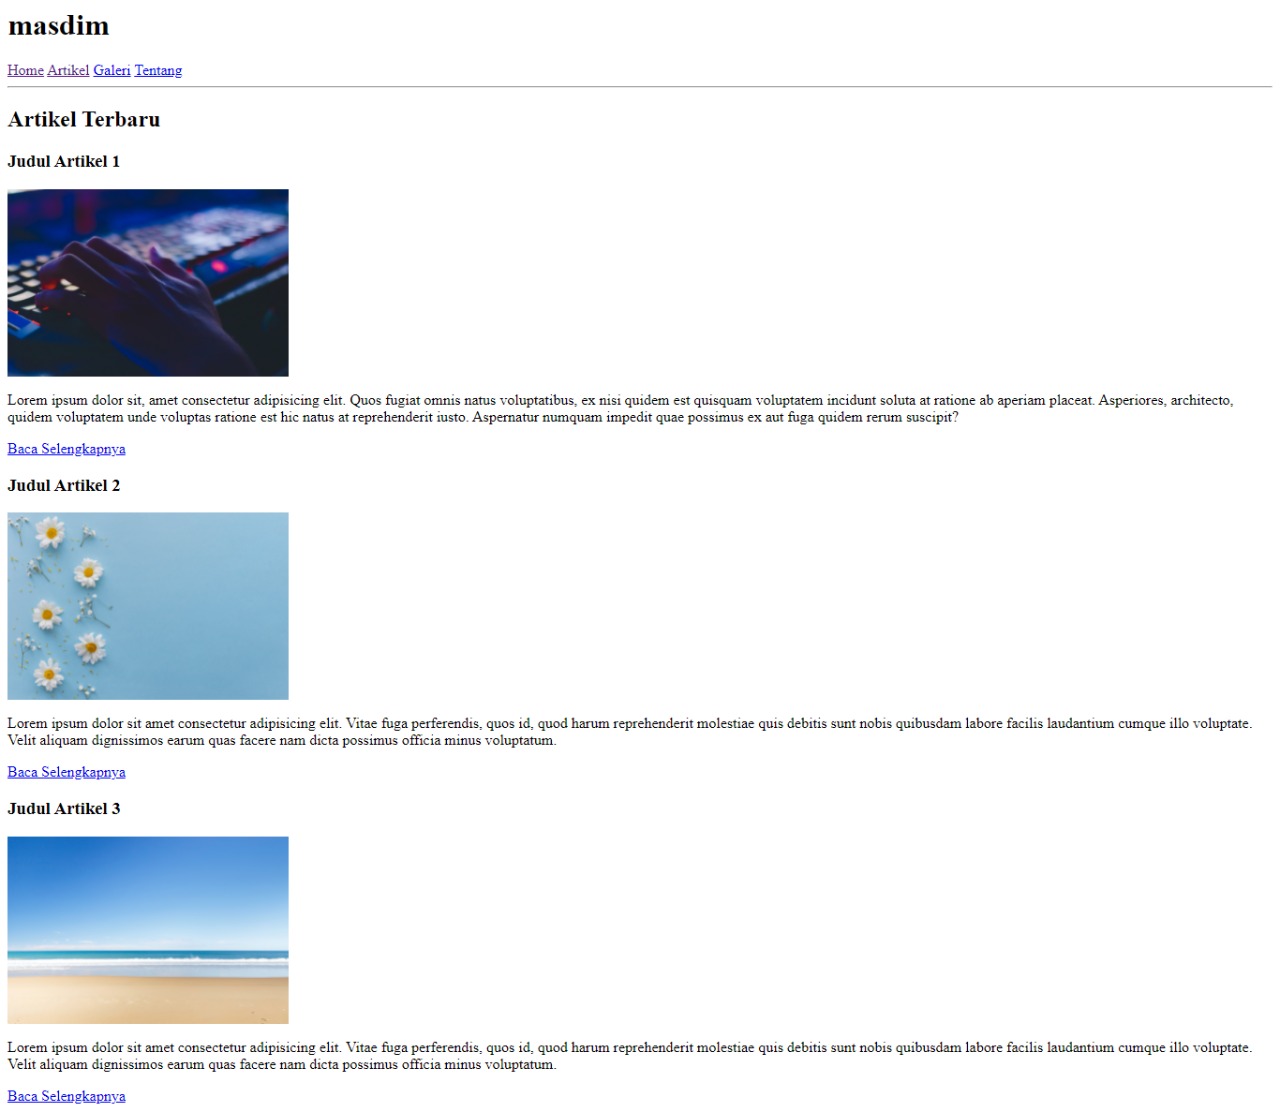 masdim
Home Artikel Galeri Tentang
Artikel Terbaru
Judul Artikel 1
Lorem ipsum dolor sit, amet consectetur adipisicing elit. Quos fugiat omnis natus voluptatibus, ex nisi quidem est quisquam voluptatem incidunt soluta at ratione ab aperiam placeat. Asperiores, architecto,
quidem voluptatem unde voluptas ratione est hic natus at reprehenderit iusto. Aspernatur numquam impedit quae possimus ex aut fuga quidem rerum suscipit?
Baca Selengkapnya
Judul Artikel 2
Lorem ipsum dolor sit amet consectetur adipisicing elit. Vitae fuga perferendis, quos id, quod harum reprehenderit molestiae quis debitis sunt nobis quibusdam labore facilis laudantium cumque illo voluptate.
Velit aliquam dignissimos earum quas facere nam dicta possimus officia minus voluptatum.
Baca Selengkapnya
Judul Artikel 3
Lorem ipsum dolor sit amet consectetur adipisicing elit. Vitae fuga perferendis, quos id, quod harum reprehenderit molestiae quis debitis sunt nobis quibusdam labore facilis laudantium cumque illo voluptate.
Velit aliquam dignissimos earum quas facere nam dicta possimus officia minus voluptatum.
Baca Selengkapnya